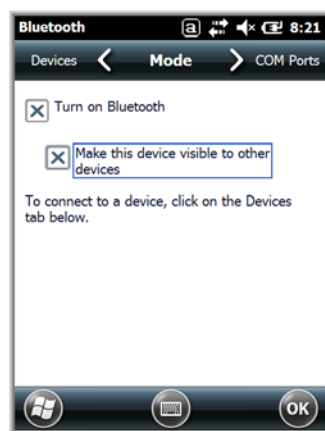 Bluetooth a 8:21
Devices Mode COM Ports
Turn on Bluetooth
Make this device visible to other
devices
To connect to a device, click on the Devices
tab below.
OK